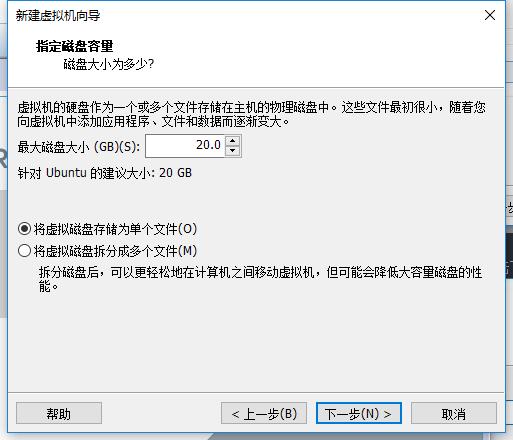 新建虚拟机向导
指定磁盘容量
磁盘大小为多少?
虚拟机的硬盘作为一个或多个文件存储在主机的物理磁盘中。这些文件最初很小，随着您
向虚拟机中添加应用程序、文件和数据而逐渐变大。
最大磁盘大小 (GB)(S): 20.0
针对 Ubuntu 的建议大小: 20 GB
将虚拟磁盘存储为单个文件(O)
将虚拟磁盘拆分成多个文件(M)
拆分磁盘后，可以更轻松地在计算机之间移动虚拟机，但可能会降低大容量磁盘的性
能。
帮助 < 上一步(B) 下一步(N) > 取消